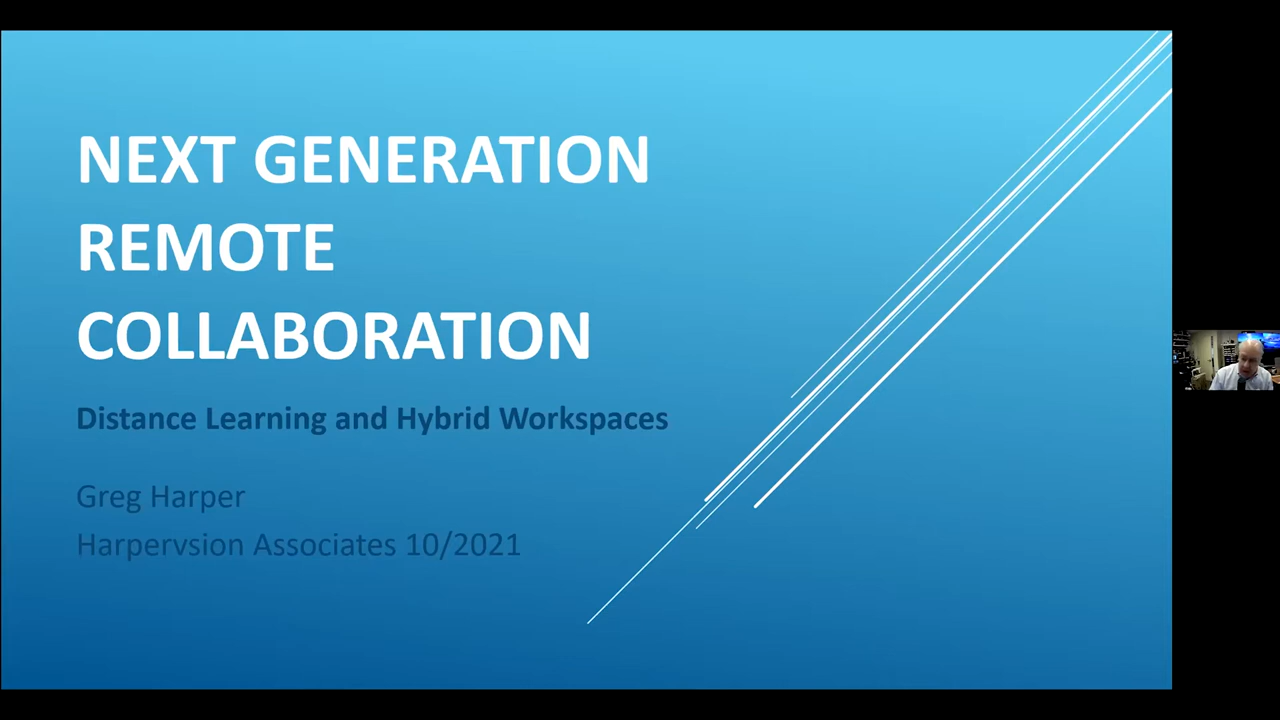 NEXT GENERATION
REMOTE
COLLABORATION
Distance Learning and Hybrid Workspaces
Greg Harper
Harpervsion Associates 10/2021